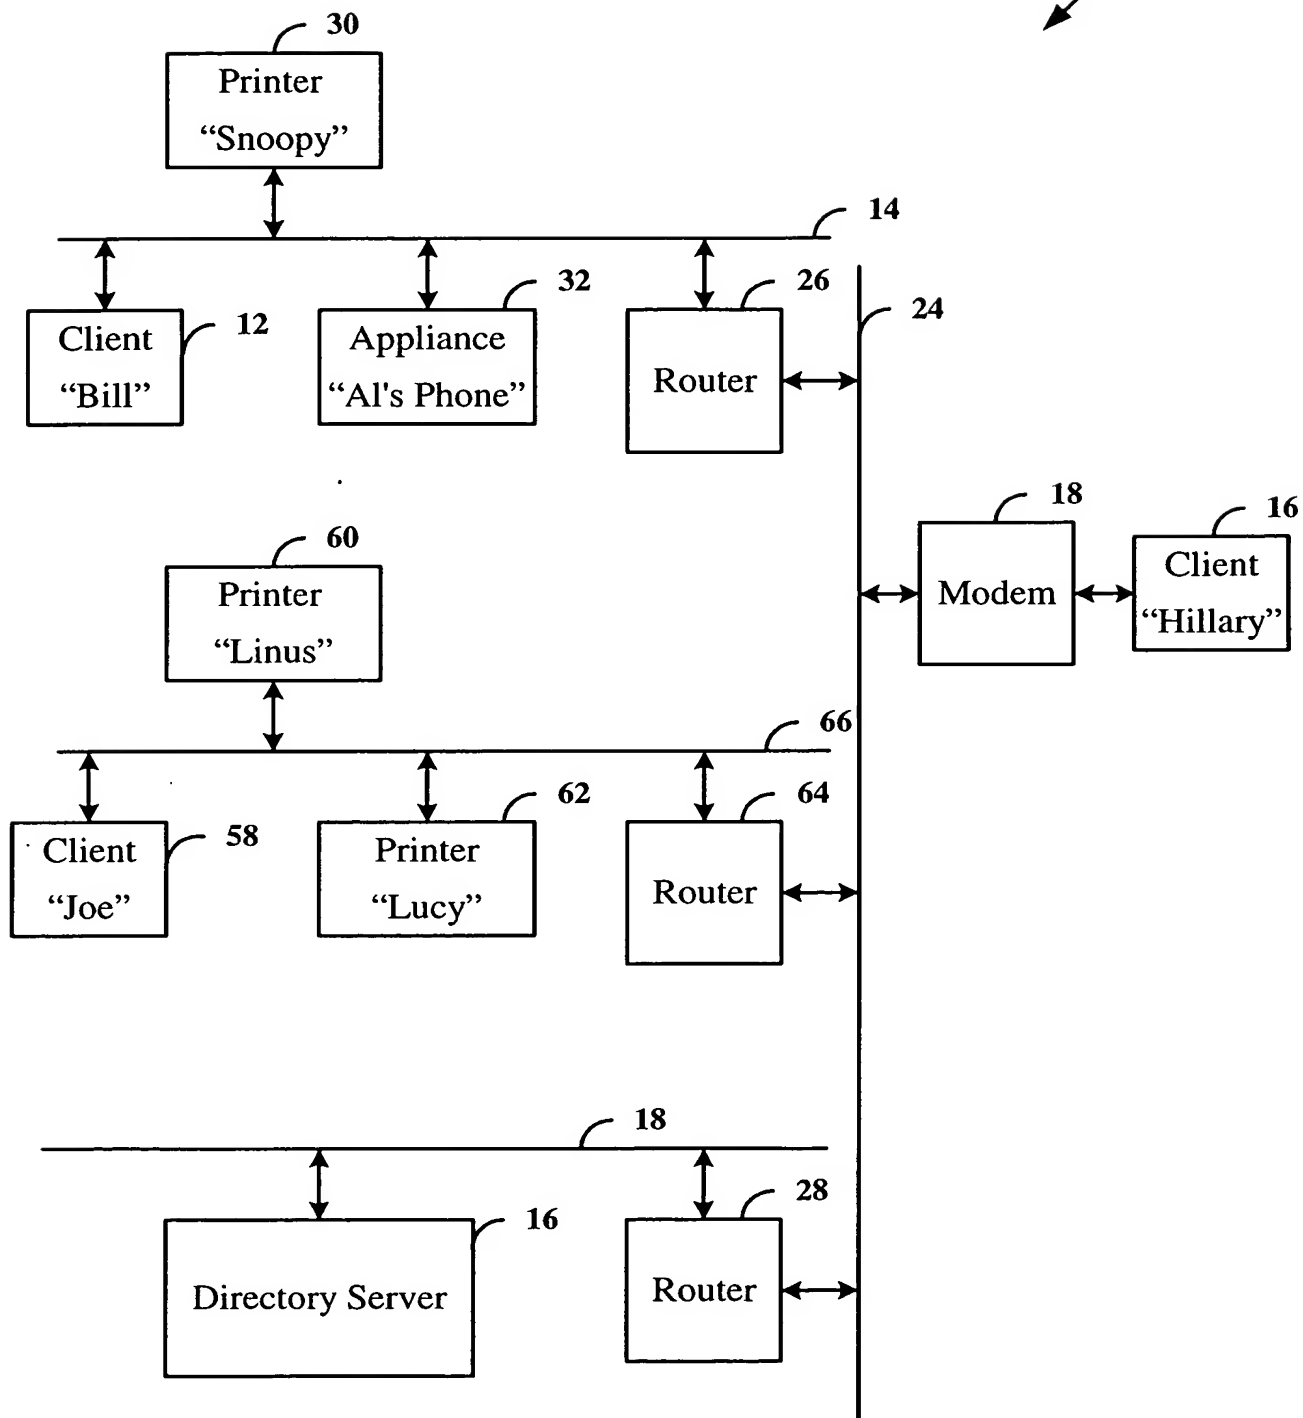 30
Printer
“Snoopy”
14
32
26
24
12
Client
“Bill”
Appliance
“Al's Phone”
Router
18
16
60
Client
“Hillary”
Modem
Printer
“Linus”
66
62
64
58
Client
“Joe”
Printer
“Lucy”
Router
18
28
16
Directory Server
Router